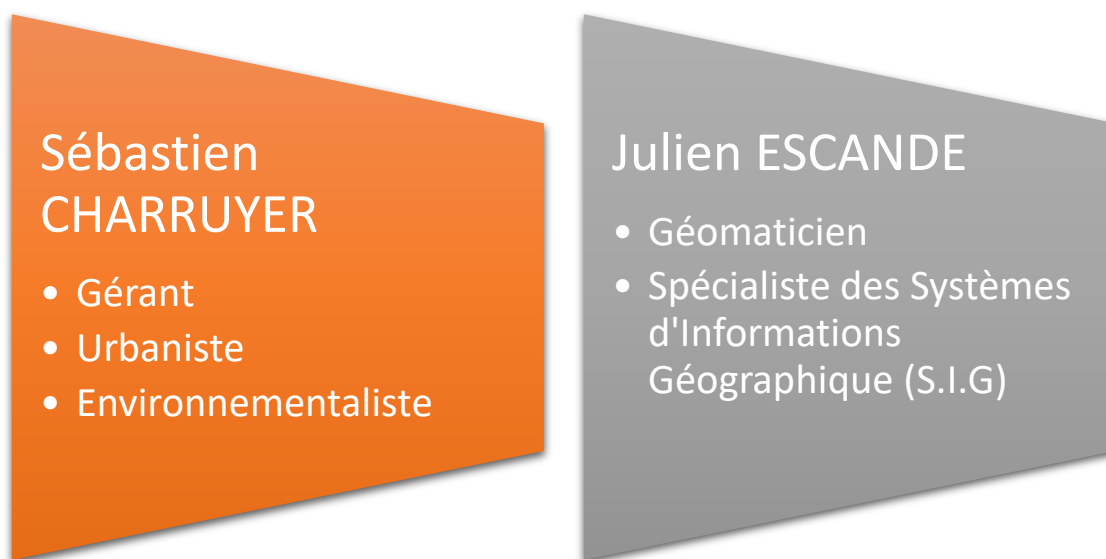 Sébastien
CHARRUYER
• Gérant
• Urbaniste
• Environnementaliste
Julien ESCANDE
• Géomaticien
• Spécialiste des Systèmes
d'Informations
Géographique (S.I.G)